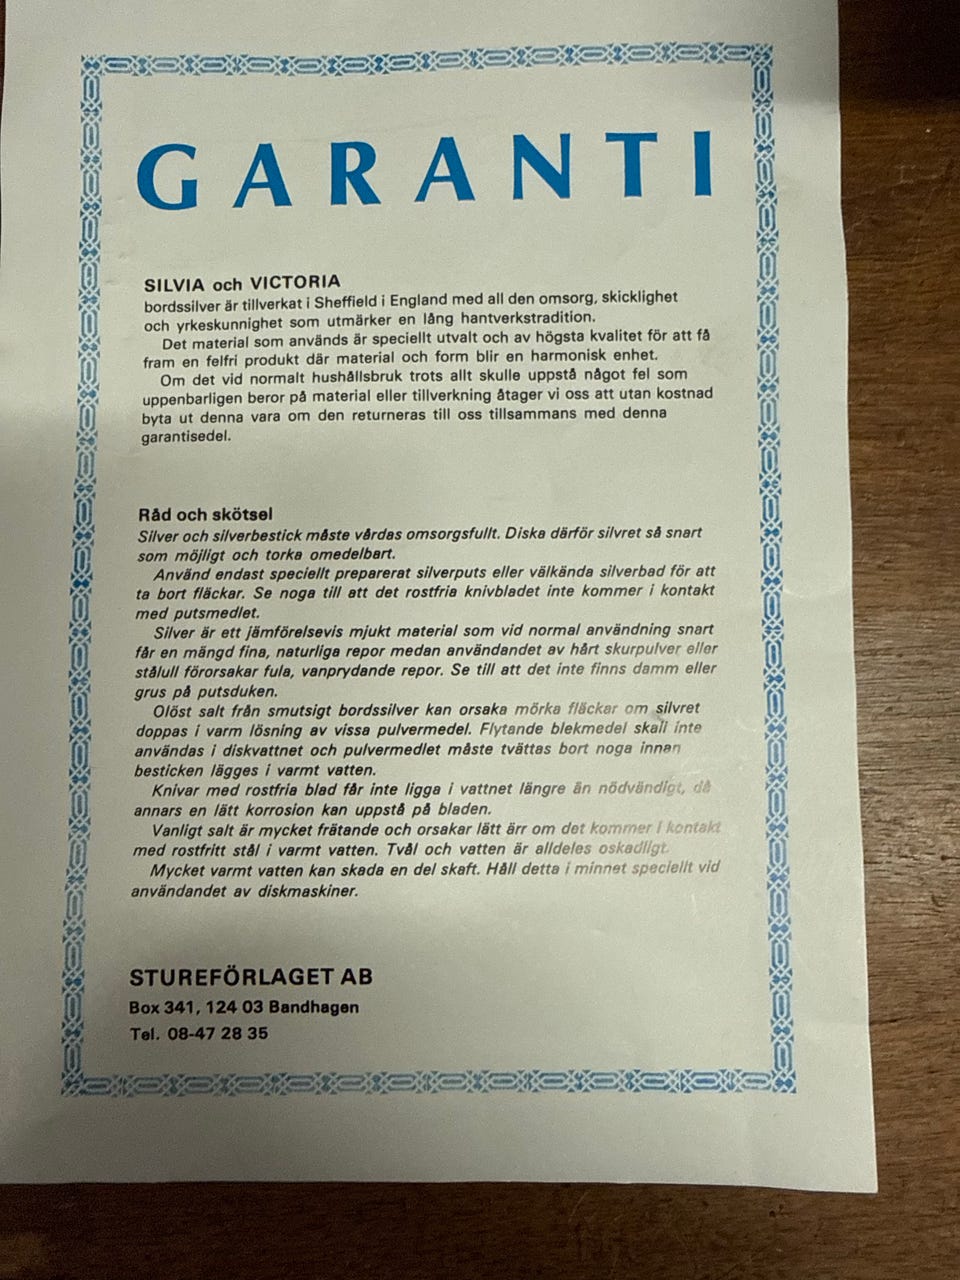 GARANTI
SILVIA och VICTORIA
bordssilver är tillverkat i Sheffield i England med all den omsorg, skicklighet
och yrkeskunnighet som utmärker en lång hantverkstradition.
Det material som används är speciellt utvalt och av högsta kvalitet för att få
fram en felfri produkt där material och form blir en harmonisk enhet.
Om det vid normalt hushållsbruk trots allt skulle uppstå något fel som
uppenbarligen beror på material eller tillverkning åtager vi oss att utan kostnad
byta ut denna vara om den returneras till oss tillsammans med denna
garantisedel.
Råd och skötsel
Silver och silverbestick måste vårdas omsorgsfullt. Diska därför silvret så snart
som möjligt och torka omedelbart.
Använd endast speciellt preparerat silverputs eller välkända silverbad för att
ta bort fläckar. Se noga till att det rostfria knivbladet inte kommer i kontakt
med putsmedlet.
Silver är ett jämförelsevis mjukt material som vid normal användning snart
får en mängd fina, naturliga repor medan användandet av hårt skurpulver eller
stålull förorsakar fula, vanprydande repor. Se till att det inte finns damm eller
grus på putsduken.
Olöst salt från smutsigt bordssilver kan orsaka mörka fläckar om silvret
doppas i varm lösning av vissa pulvermedel. Flytande blekmedel skall inte
användas i diskvattnet och pulvermedlet måste tvättas bort noga innan
besticken lägges i varmt vatten.
Knivar med rostfria blad får inte ligga i vattnet längre än nödvändigt, då
annars en lätt korrosion kan uppstå på bladen.
Vanligt salt är mycket frätande och orsakar lätt ärr om det kommer i kontakt
med rostfritt stål i varmt vatten. Tvål och vatten är alldeles oskadligt.
Mycket varmt vatten kan skada en del skaft. Håll detta i minnet speciellt vid
användandet av diskmaskiner.
STUREFÖRLAGET AB
Box 341, 124 03 Bandhagen
Tel. 08-47 28 35